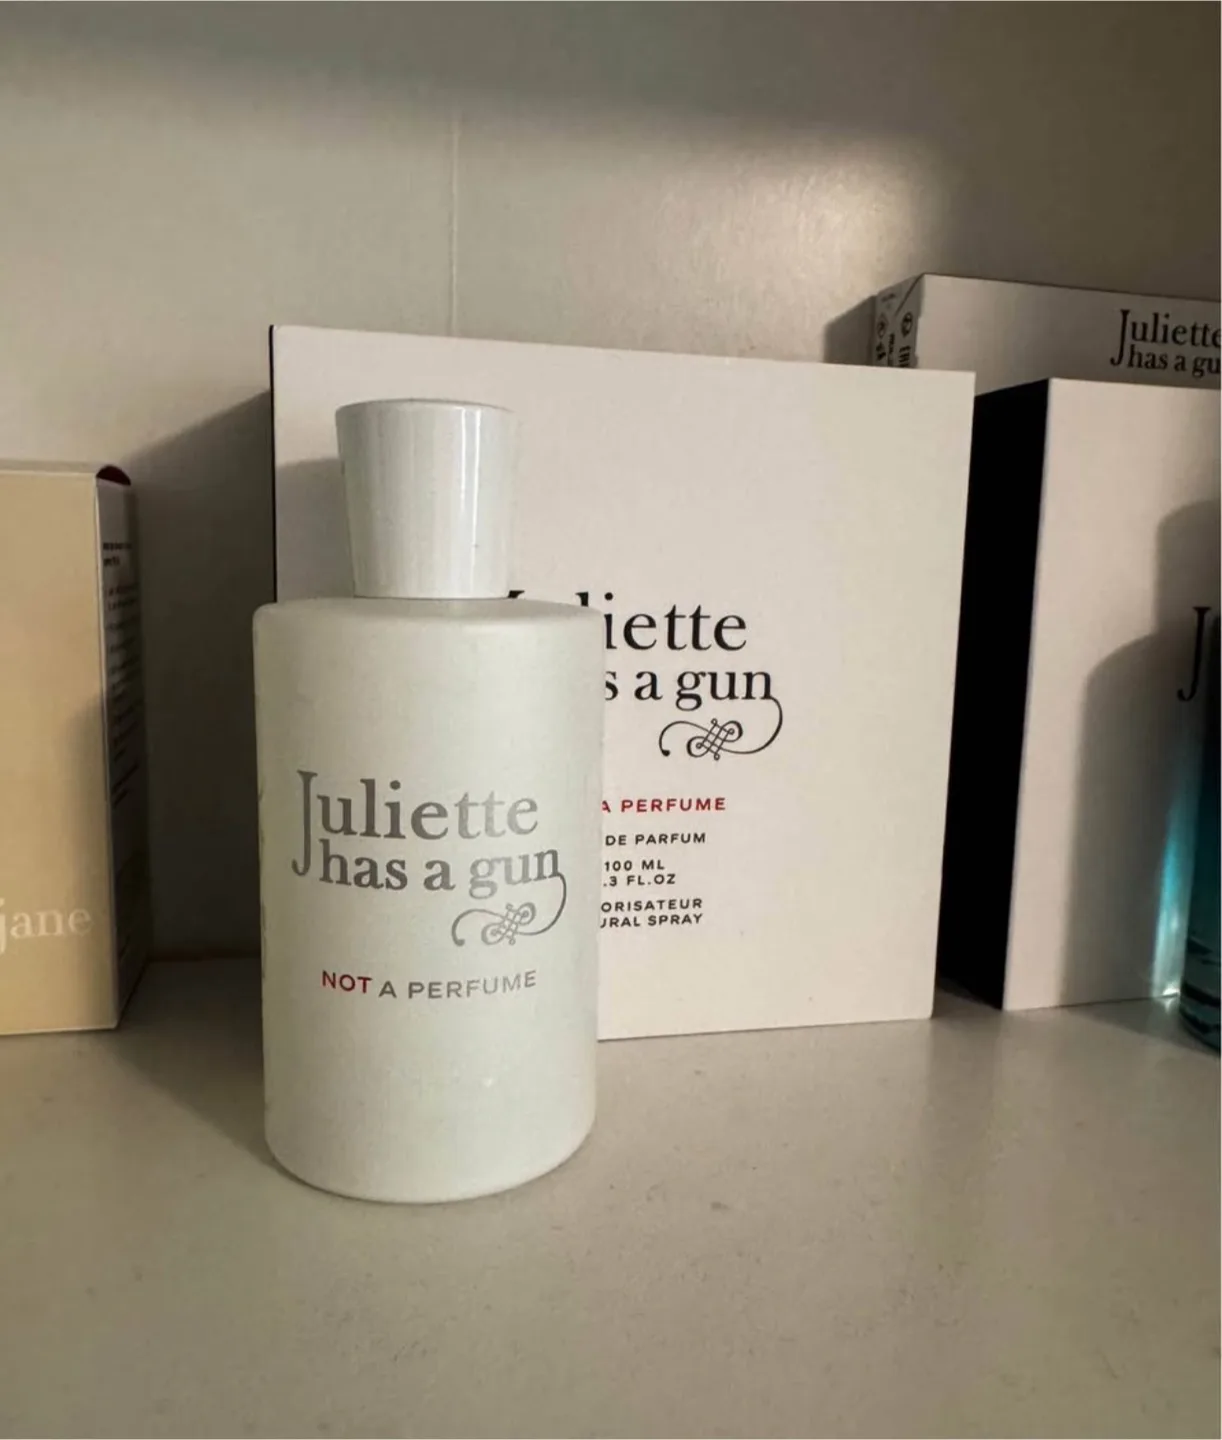 Juliette
has a gun
NOT A PERFUME
iette
s a gun
A PERFUME
DE PARFUM
100 ML
.3 FL.OZ
ORISATEUR
URAL SPRAY
Juliette
has a gu
J
jane